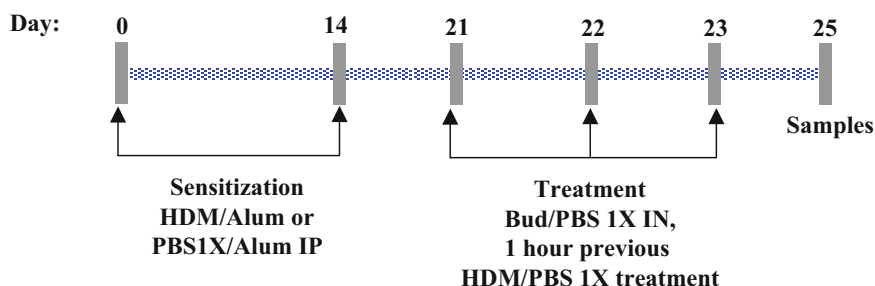 Day: 0 14 21 22 23 25
Samples
Sensitization
HDM/Alum or
PBS1X/Alum IP
Treatment
Bud/PBS 1X IN,
1 hour previous
HDM/PBS 1X treatment